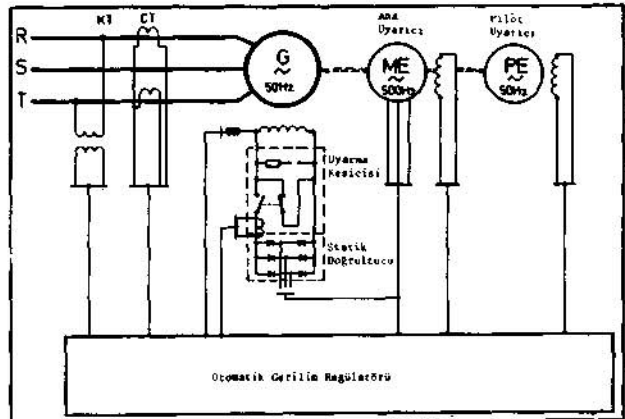 KT
CT
Ana
Uyarıcı
Pilot
Uyarıcı
R
S
T
G
~
50Hz
ME
~
500Hz
PE
~
50Hz
Uyarma
Kesicisi
Statik
Doğrultucu
Otomatik Gerilim Regülatörü